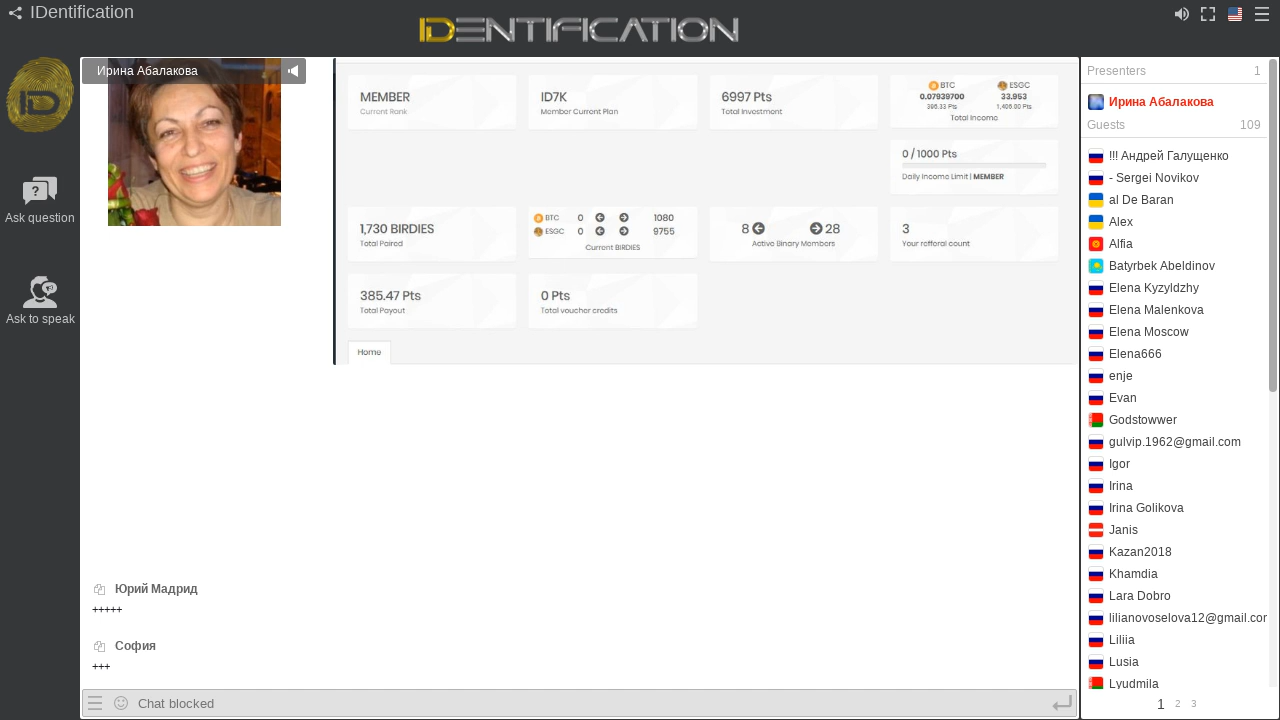 IDentification
IDENTIFICATION
ID
Ask question
Ask to speak
Ирина Абалакова
MEMBER
Current Rank
ID7K
Member Current Plan
6997 Pts
Total Investment
BTC ESGC
0.07939700 33.953
Total Income
0 / 1000 Pts
Daily Income Limit | MEMBER
1,730 BIRDIES
Total Paired
BTC 0 1080
ESGC 0 9755
Current BIRDIES
8 28
Active Binary Members
3
Your refforal count
385.47 Pts
Total Payout
0 Pts
Total voucher credits
Home
Юрий Мадрид
+++++
София
+++
Chat blocked
Presenters 1
Ирина Абалакова
Guests 109
!!! Андрей Галущенко
- Sergei Novikov
al De Baran
Alex
Alfia
Batyrbek Abeldinov
Elena Kyzyldzhy
Elena Malenkova
Elena Moscow
Elena666
enje
Evan
Godstowwer
gulvip.1962@gmail.com
Igor
Irina
Irina Golikova
Janis
Kazan2018
Khamdia
Lara Dobro
lilianovoselova12@gmail.cor
Liliia
Lusia
Lyudmila
1 2 3